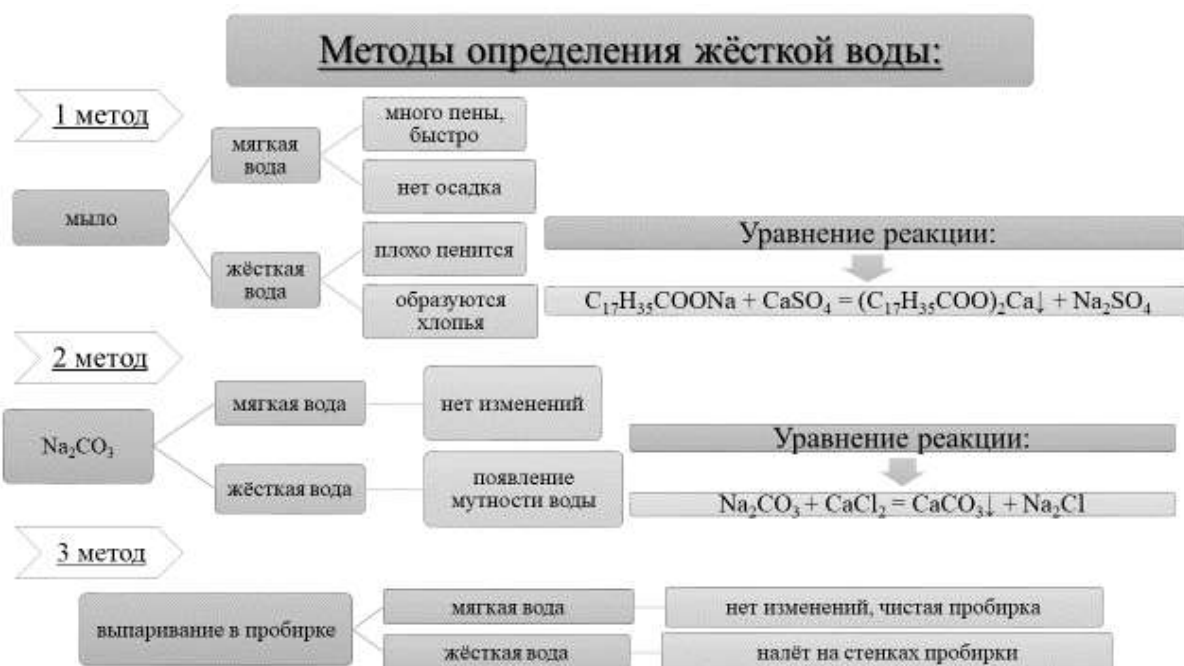 Методы определения жёсткой воды:
1 метод
мыло
мягкая
вода
много пены,
быстро
нет осадка
жёсткая
вода
плохо пенится
образуются
хлопья
Уравнение реакции:
C₁₇H₃₅COONa + CaSO₄ = (C₁₇H₃₅COO)₂Ca↓ + Na₂SO₄
2 метод
Na₂CO₃
мягкая вода
нет изменений
жёсткая вода
появление
мутности воды
Уравнение реакции:
Na₂CO₃ + CaCl₂ = CaCO₃↓ + Na₂Cl
3 метод
выпаривание в пробирке
мягкая вода
нет изменений, чистая пробирка
жёсткая вода
налёт на стенках пробирки